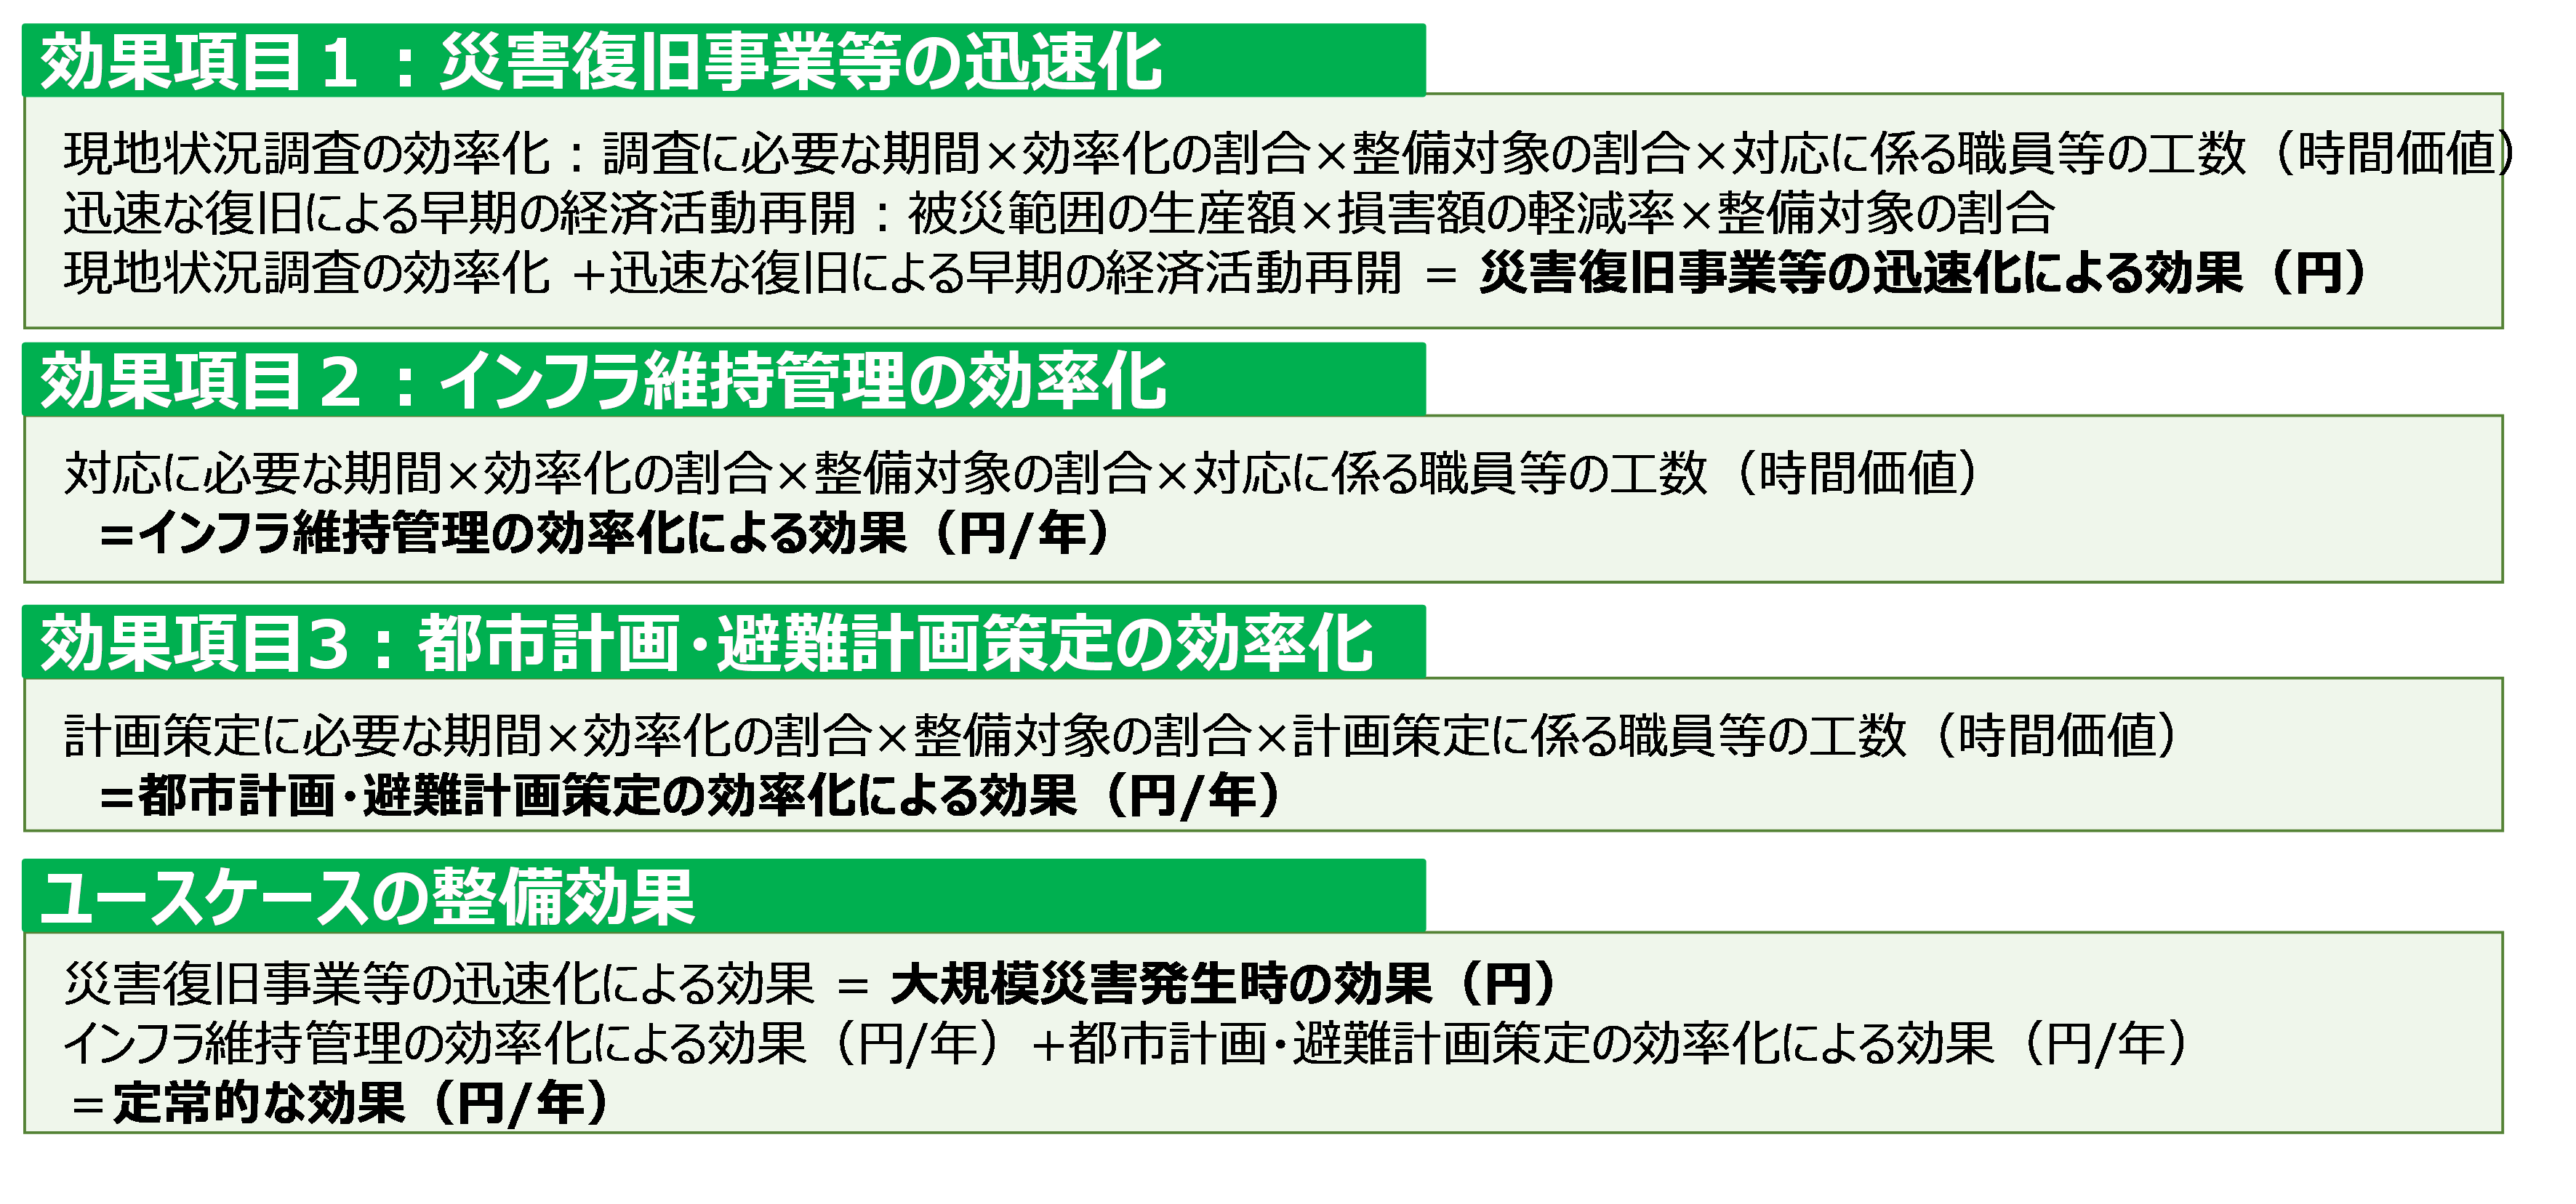 効果項目１：災害復旧事業等の迅速化
現地状況調査の効率化：調査に必要な期間×効率化の割合×整備対象の割合×対応に係る職員等の工数（時間価値）
迅速な復旧による早期の経済活動再開：被災範囲の生産額×損害額の軽減率×整備対象の割合
現地状況調査の効率化 +迅速な復旧による早期の経済活動再開 = 災害復旧事業等の迅速化による効果（円）
効果項目２：インフラ維持管理の効率化
対応に必要な期間×効率化の割合×整備対象の割合×対応に係る職員等の工数（時間価値）
=インフラ維持管理の効率化による効果（円/年）
効果項目3：都市計画・避難計画策定の効率化
計画策定に必要な期間×効率化の割合×整備対象の割合×計画策定に係る職員等の工数（時間価値）
=都市計画・避難計画策定の効率化による効果（円/年）
ユースケースの整備効果
災害復旧事業等の迅速化による効果 = 大規模災害発生時の効果（円）
インフラ維持管理の効率化による効果（円/年）+都市計画・避難計画策定の効率化による効果（円/年）
=定常的な効果（円/年）